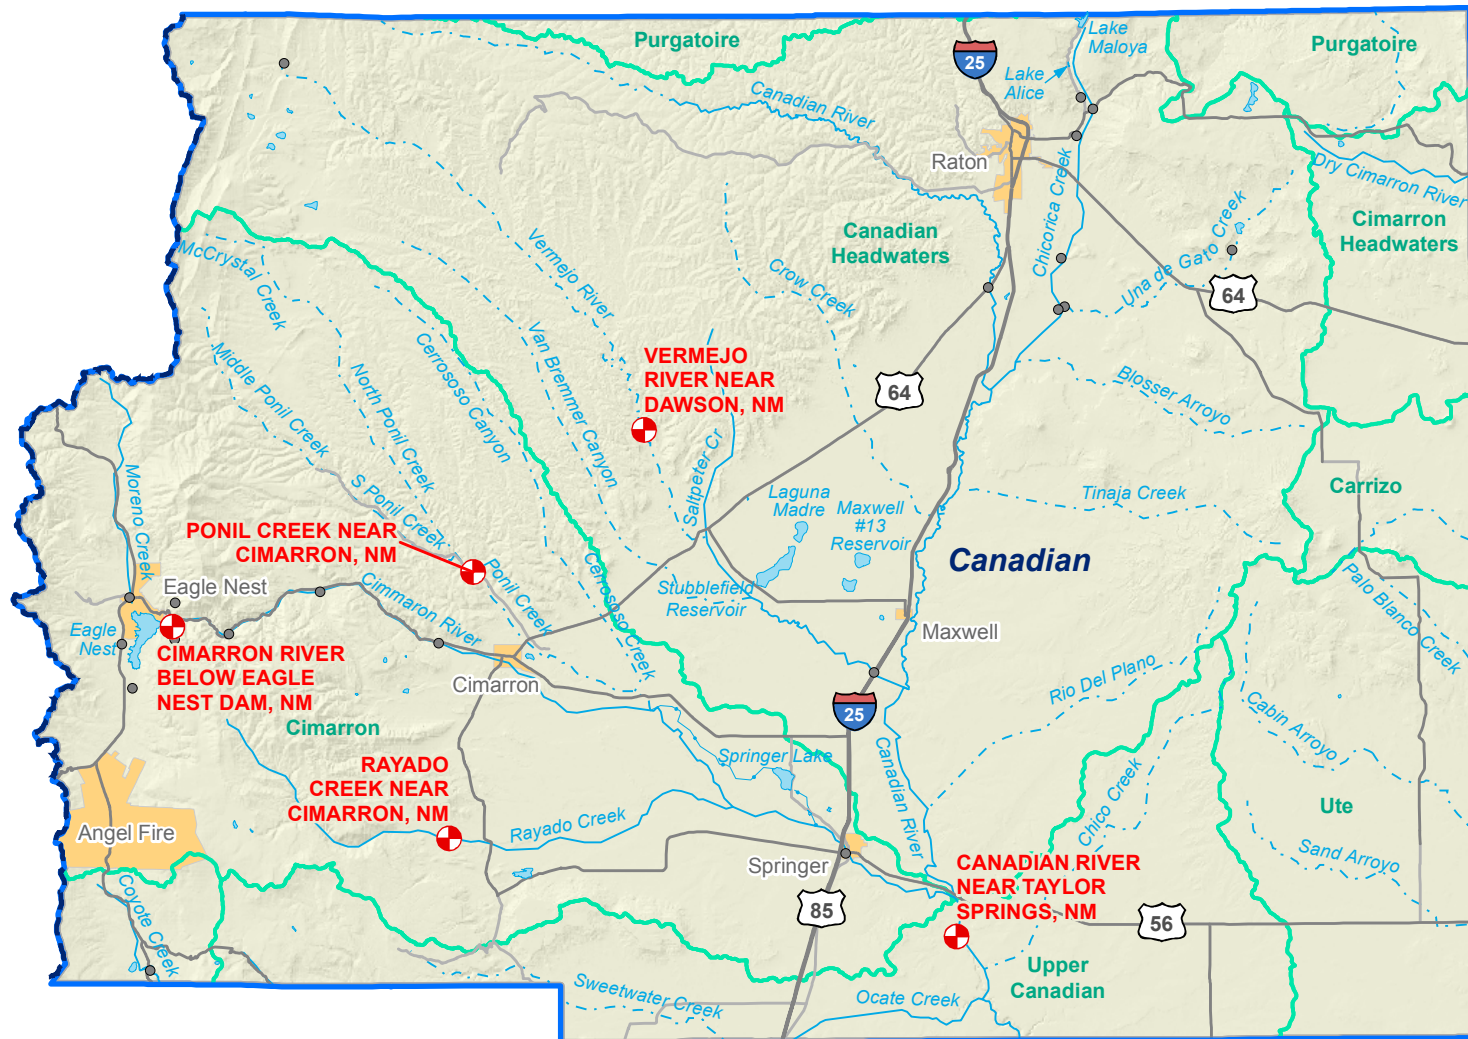 Purgatoire
25
Lake
Maloya
Lake
Alice
Purgatoire
Canadian River
Raton
Chicorica Creek
Dry Cimarron River
Cimarron
Headwaters
Canadian
Headwaters
Una de Gato Creek
64
McCrystal Creek
Vermejo River
Crow Creek
Middle Ponil Creek
North Ponil Creek
Cerrososo Canyon
Van Bremmer Canyon
VERMEJO
RIVER NEAR
DAWSON, NM
64
Blosser Arroyo
Moreno Creek
S Ponil Creek
Saltpeter Cr
Laguna
Madre
Maxwell
#13
Reservoir
Tinaja Creek
Carrizo
PONIL CREEK NEAR
CIMARRON, NM
Ponil Creek
Cerrososo Creek
Canadian
Eagle Nest
Cimmaron River
Stubblefield
Reservoir
Palo Blanco Creek
Eagle
Nest
Maxwell
CIMARRON RIVER
BELOW EAGLE
NEST DAM, NM
Cimarron
Rio Del Plano
Cimarron
25
Cabin Arroyo
Springer Lake
Canadian River
RAYADO
CREEK NEAR
CIMARRON, NM
Rayado Creek
Chico Creek
Ute
Angel Fire
Springer
Sand Arroyo
CANADIAN RIVER
NEAR TAYLOR
SPRINGS, NM
Coyote Creek
85
56
Upper
Canadian
Sweetwater Creek
Ocate Creek